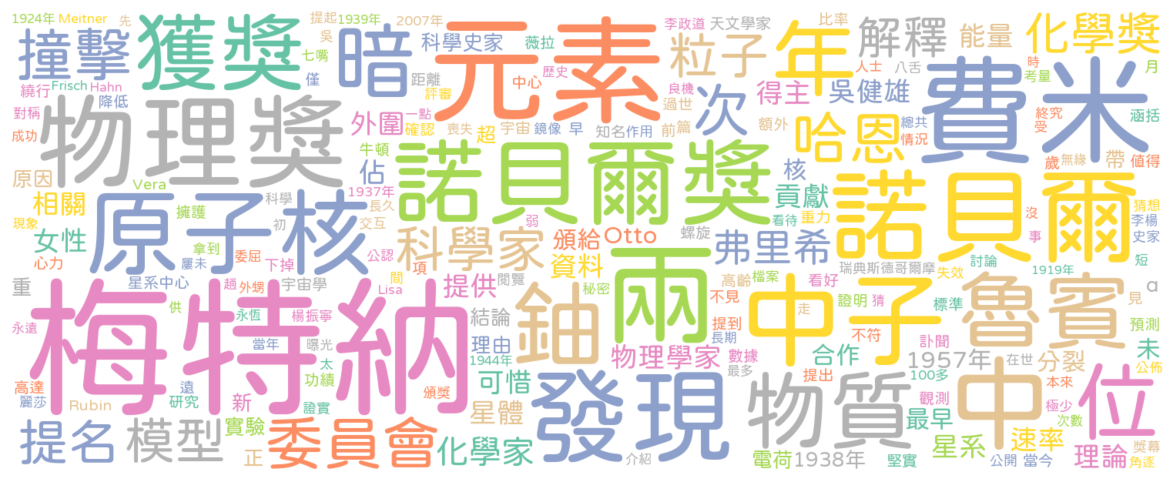 1924年 Meitner 先 獲獎 提起 1939年 2007年 元素 李政道 天文學家 比率 能量 化學獎
撞擊 七嘴 暗 科學史家 薇拉 粒子 年 解釋
吳 僅 距離 中心 歷史 良機 人士 八舌 時 月
繞行 Frisch Hahn 評審 過世 得主 吳健雄 考量 費米
對稱 降低 外圍 一點 確認 喪失 超 宇宙 鏡像 早 知名 作用 前篇 次 額外 哈恩 總共 終究 涵括
成功 物理獎 牛頓 諾貝爾獎 情況 受
原因 Vera 佔 核 歲 無緣 帶 值得
相關 原子核 擁護 科學 1937年 長久 貢獻 諾貝爾 猜想
現象 初 交互 弱 看待 重力 沒 李楊
女性 拿到 委屈 公認 科學家 頒給 Otto 螺旋 弗里希 事 史家
心力 屢未 下掉 項 資料 兩 瑞典斯德哥爾摩 討論 短
星系中心 宇宙學 間 提供 閱覽 高齡 檔案 看好 失效 1919年
重 趟 外甥 Lisa 鈾 秘密 不見 證明 猜 標準 魯賓 見 α
永遠 供 永恆 楊振寧 梅特納 結論 提到 走 中子 預測
當年 曝光 理由 長期 不符 訃聞 未
高達 遠 太 1944年 物理學家 數據 合作 1957年 在世 分裂 公佈
麗莎 Rubin 研究 功績 新 頒獎 可惜 發現 最多 提出 觀測 100多 本來
證實 星體 物質 最早 中 極少 位
提名 模型 實驗 委員會 化學家 星系 速率 次數 獎幕
正 介紹 電荷 1938年 堅實 公開 當今 理論 角逐